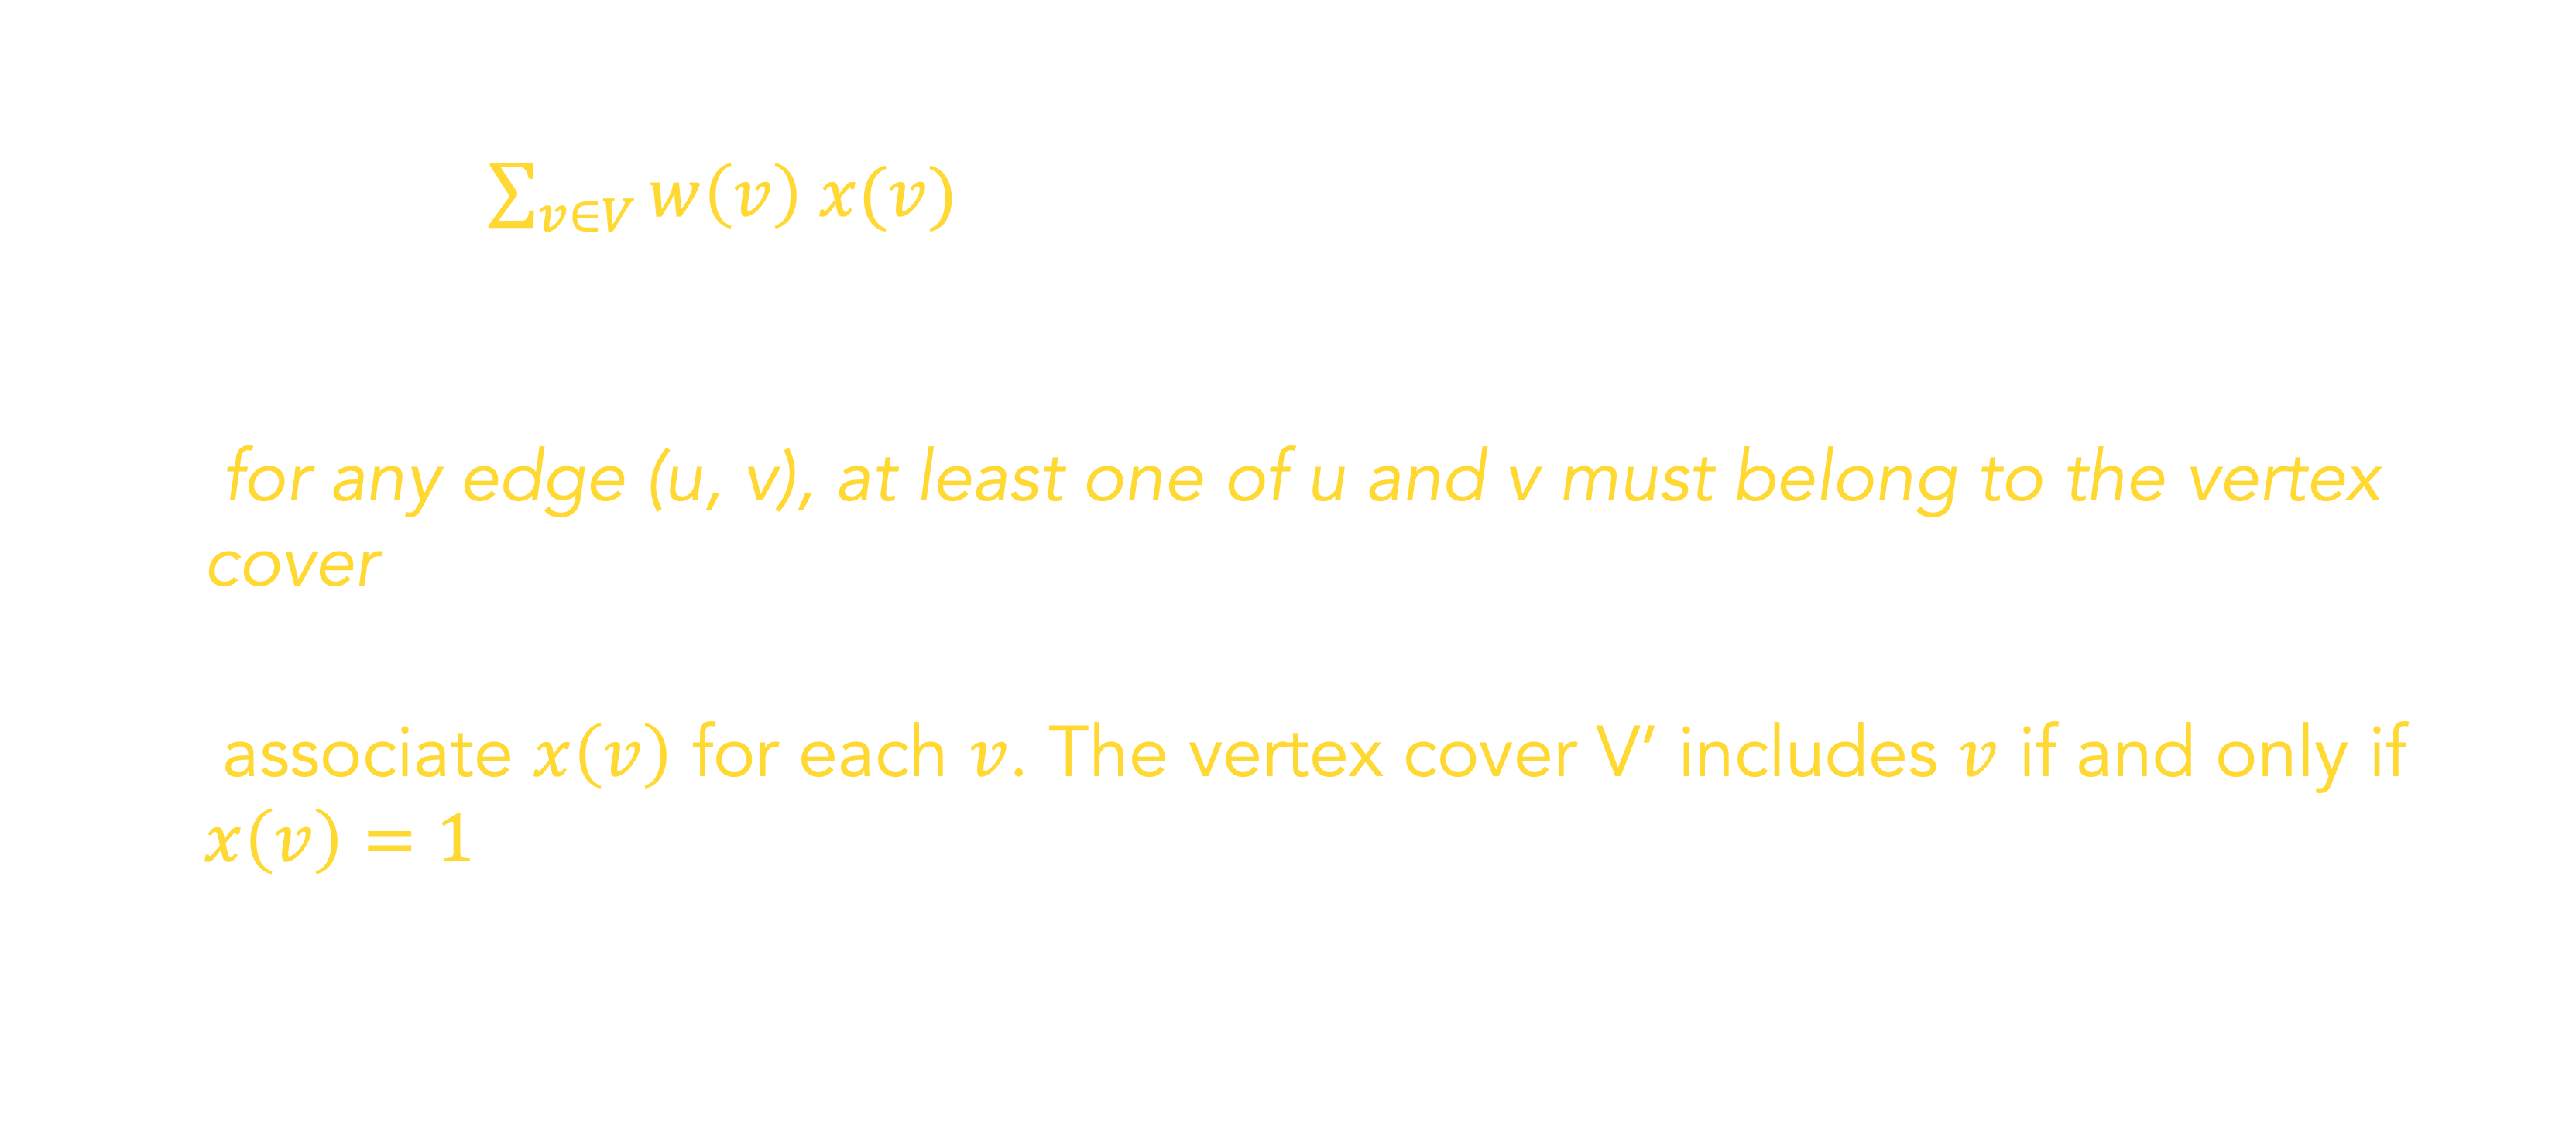 ∑v∈V w(v) x(v)
for any edge (u, v), at least one of u and v must belong to the vertex
cover
associate x(v) for each v. The vertex cover V′ includes v if and only if
x(v) = 1